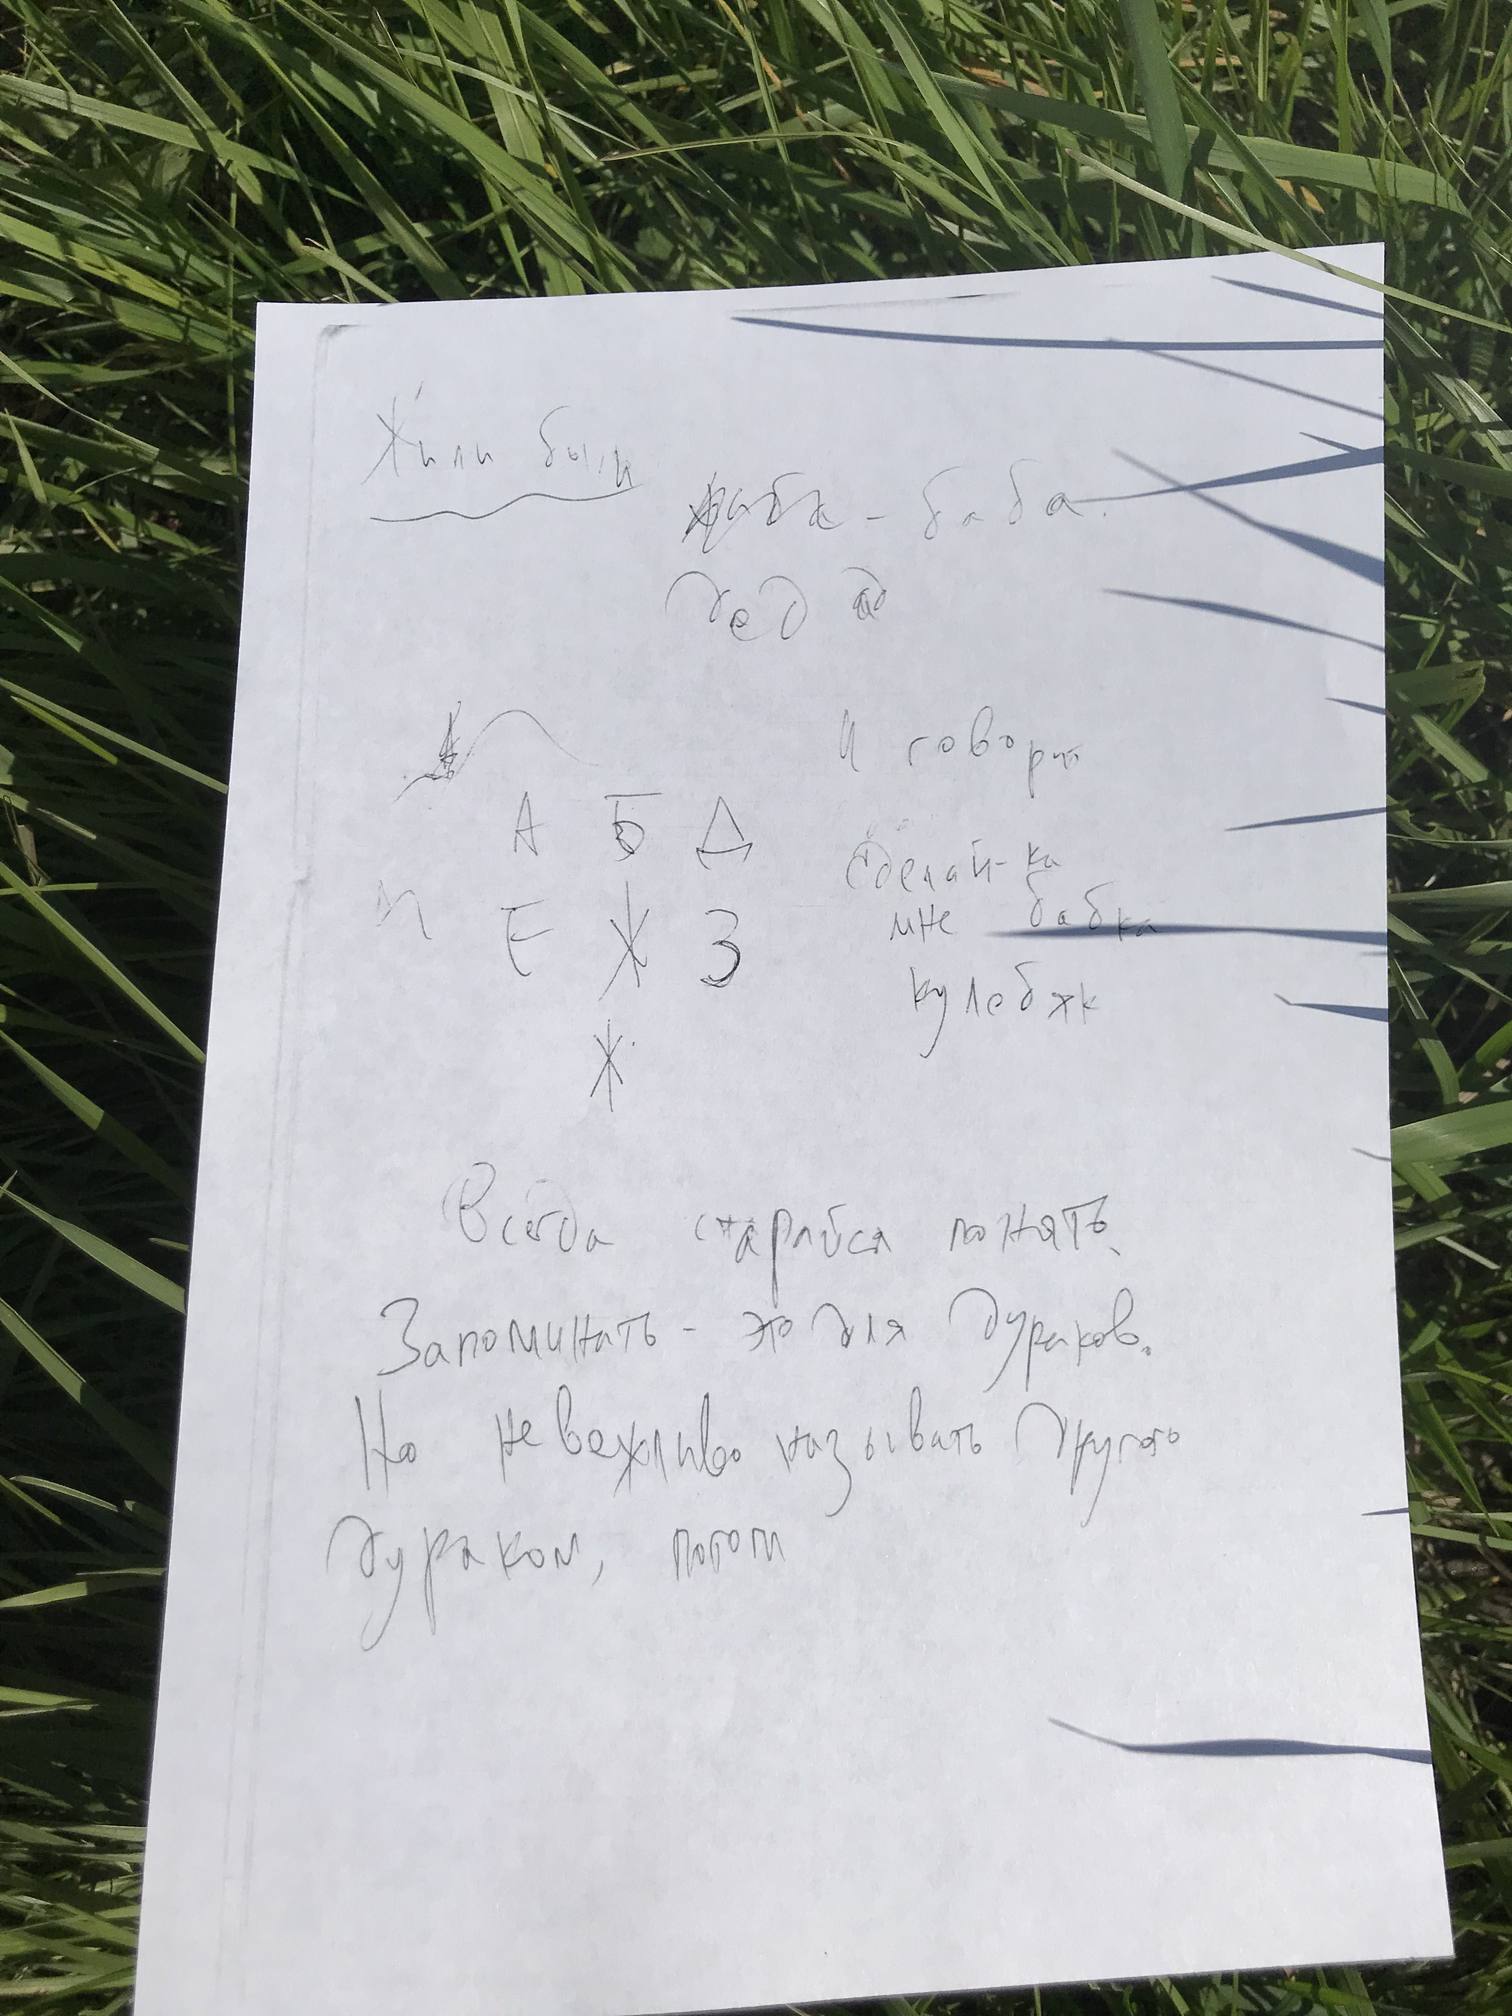 Жили были
- баба.
дед
И говорит
А Б Д
сделай-ка
Е Ж З
мне бабка
кулебяк
Ж
Всегда старайся понять.
Запоминать - это для дураков.
Но невежливо называть другого
дураком, потом